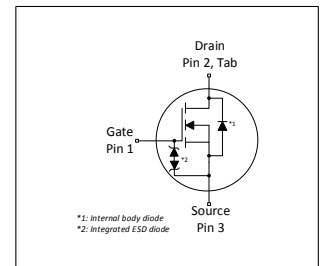 Drain
Pin 2, Tab
*1
Gate
Pin 1
*2
Source
Pin 3
*1: Internal body diode
*2: Integrated ESD diode